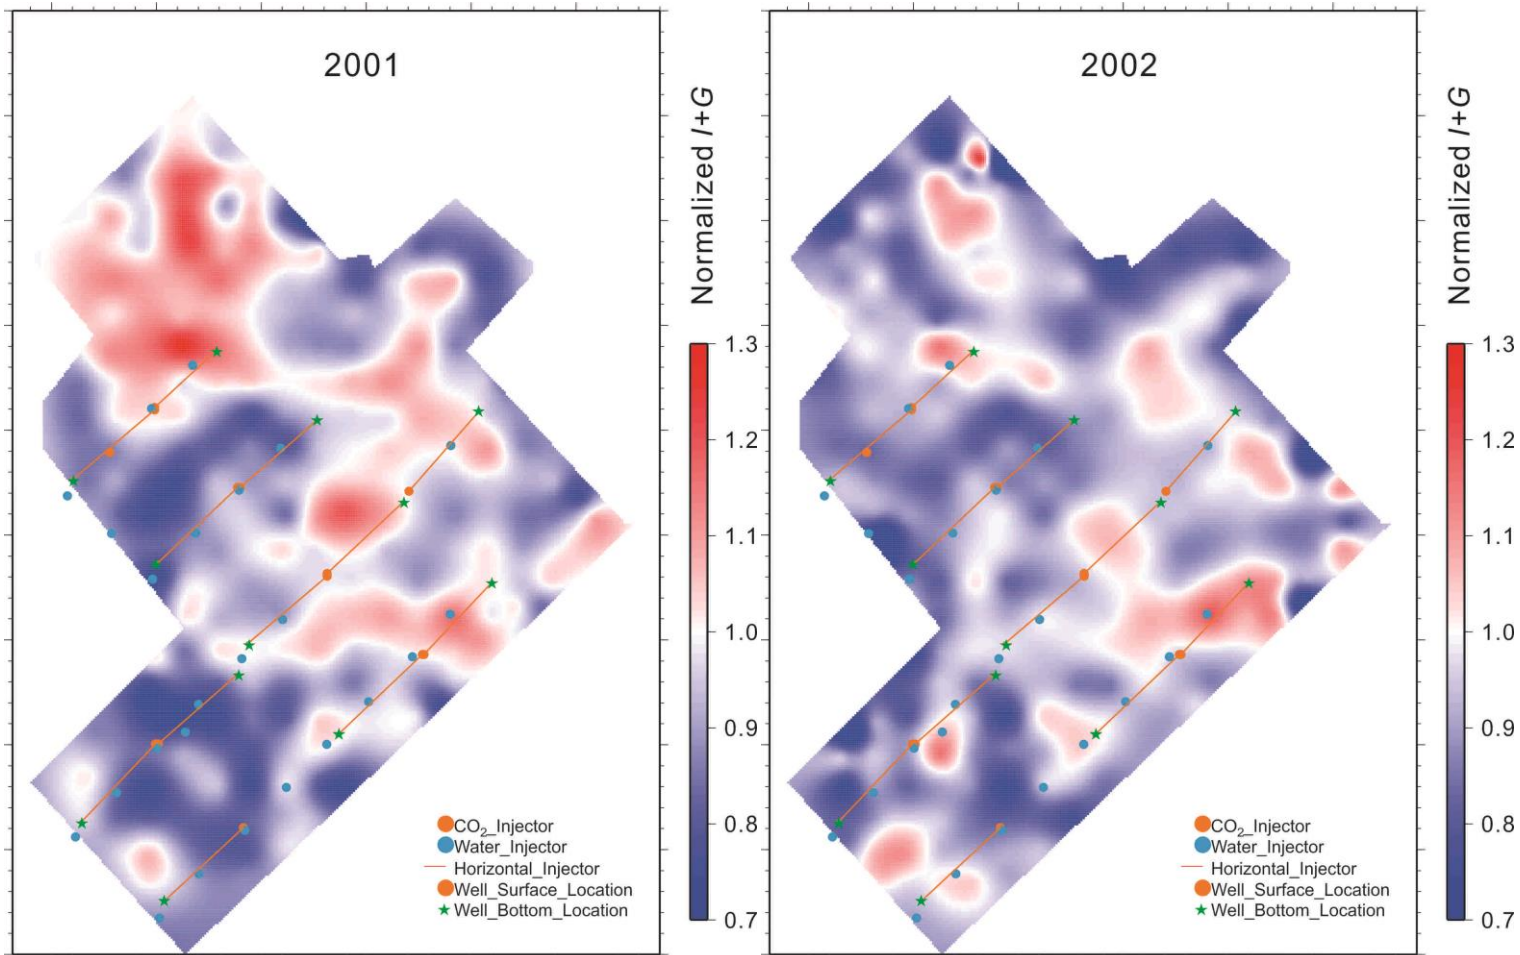 2001
Normalized I+G
1.3
1.2
1.1
1.0
0.9
0.8
0.7
CO₂_Injector
Water_Injector
Horizontal_Injector
Well_Surface_Location
Well_Bottom_Location
2002
Normalized I+G
1.3
1.2
1.1
1.0
0.9
0.8
0.7
CO₂_Injector
Water_Injector
Horizontal_Injector
Well_Surface_Location
Well_Bottom_Location